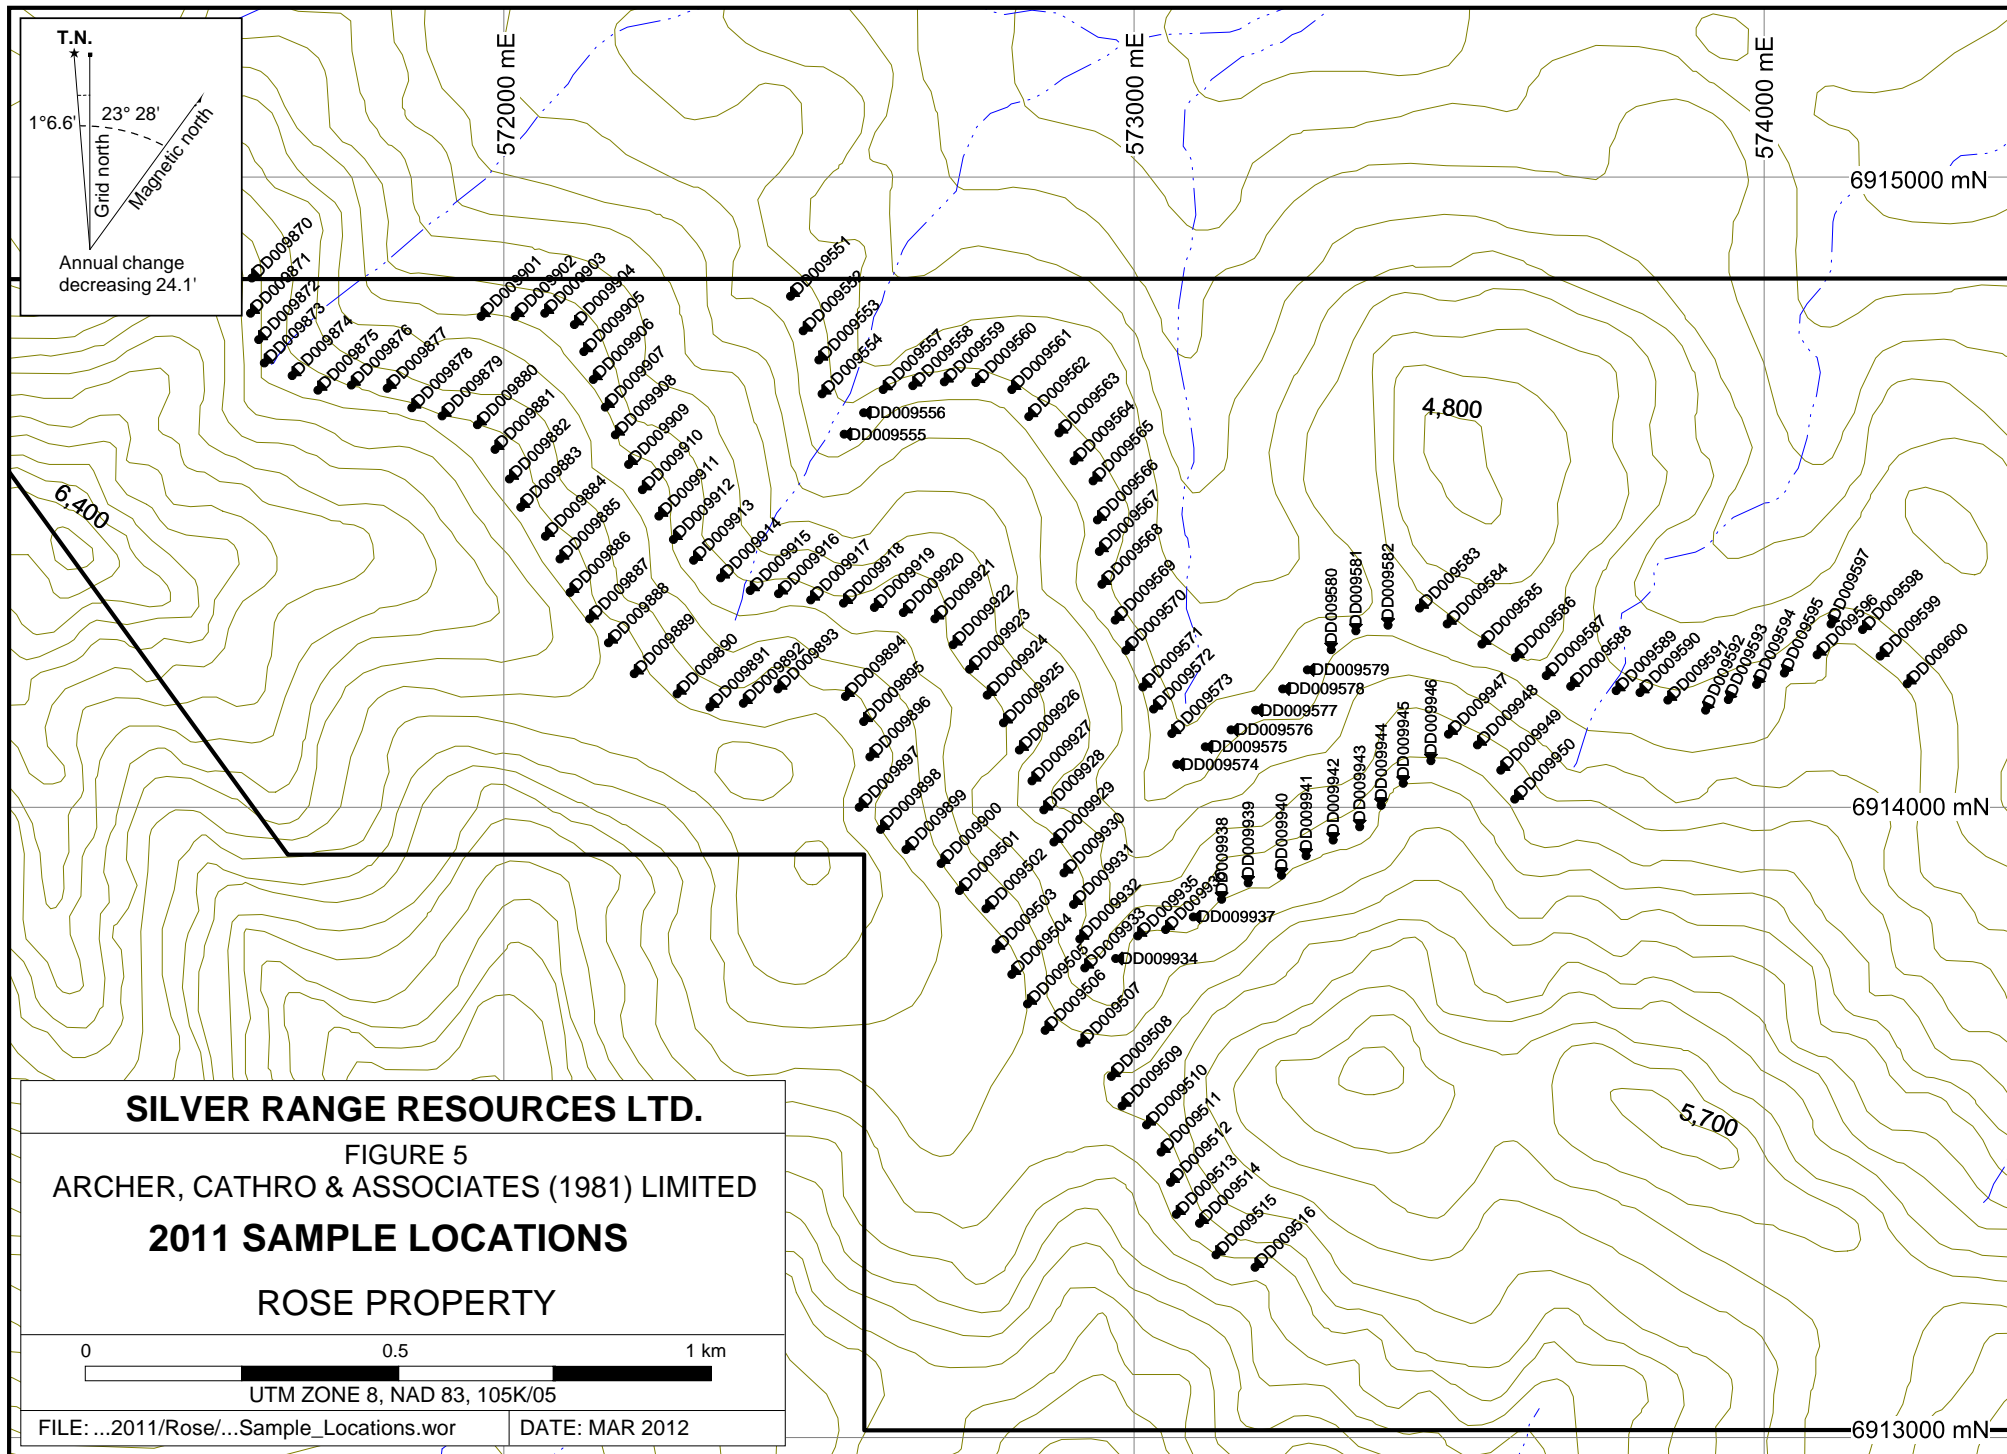 T.N.
1°6.6'
23° 28'
Grid north
Magnetic north
Annual change
decreasing 24.1'
572000 mE
573000 mE
574000 mE
6915000 mN
6914000 mN
6913000 mN
6,400
4,800
5,700
DD009870
DD009871
DD009872
DD009873
DD009874
DD009875
DD009876
DD009877
DD009878
DD009879
DD009880
DD009881
DD009882
DD009883
DD009884
DD009885
DD009886
DD009887
DD009888
DD009889
DD009890
DD009891
DD009892
DD009893
DD009894
DD009895
DD009896
DD009897
DD009898
DD009899
DD009900
DD009501
DD009502
DD009503
DD009504
DD009505
DD009506
DD009507
DD009508
DD009509
DD009510
DD009511
DD009512
DD009513
DD009514
DD009515
DD009516
DD009901
DD009902
DD009903
DD009904
DD009905
DD009906
DD009907
DD009908
DD009909
DD009910
DD009911
DD009912
DD009913
DD009914
DD009915
DD009916
DD009917
DD009918
DD009919
DD009920
DD009921
DD009922
DD009923
DD009924
DD009925
DD009926
DD009927
DD009928
DD009929
DD009930
DD009931
DD009932
DD009933
DD009934
DD009935
DD009936
DD009937
DD009938
DD009939
DD009940
DD009941
DD009942
DD009943
DD009944
DD009945
DD009946
DD009947
DD009948
DD009949
DD009950
DD009551
DD009552
DD009553
DD009554
DD009555
DD009556
DD009557
DD009558
DD009559
DD009560
DD009561
DD009562
DD009563
DD009564
DD009565
DD009566
DD009567
DD009568
DD009569
DD009570
DD009571
DD009572
DD009573
DD009574
DD009575
DD009576
DD009577
DD009578
DD009579
DD009580
DD009581
DD009582
DD009583
DD009584
DD009585
DD009586
DD009587
DD009588
DD009589
DD009590
DD009591
DD009592
DD009593
DD009594
DD009595
DD009596
DD009597
DD009598
DD009599
DD009600
SILVER RANGE RESOURCES LTD.
FIGURE 5
ARCHER, CATHRO & ASSOCIATES (1981) LIMITED
2011 SAMPLE LOCATIONS
ROSE PROPERTY
0 0.5 1 km
UTM ZONE 8, NAD 83, 105K/05
FILE: ...2011/Rose/...Sample_Locations.wor
DATE: MAR 2012